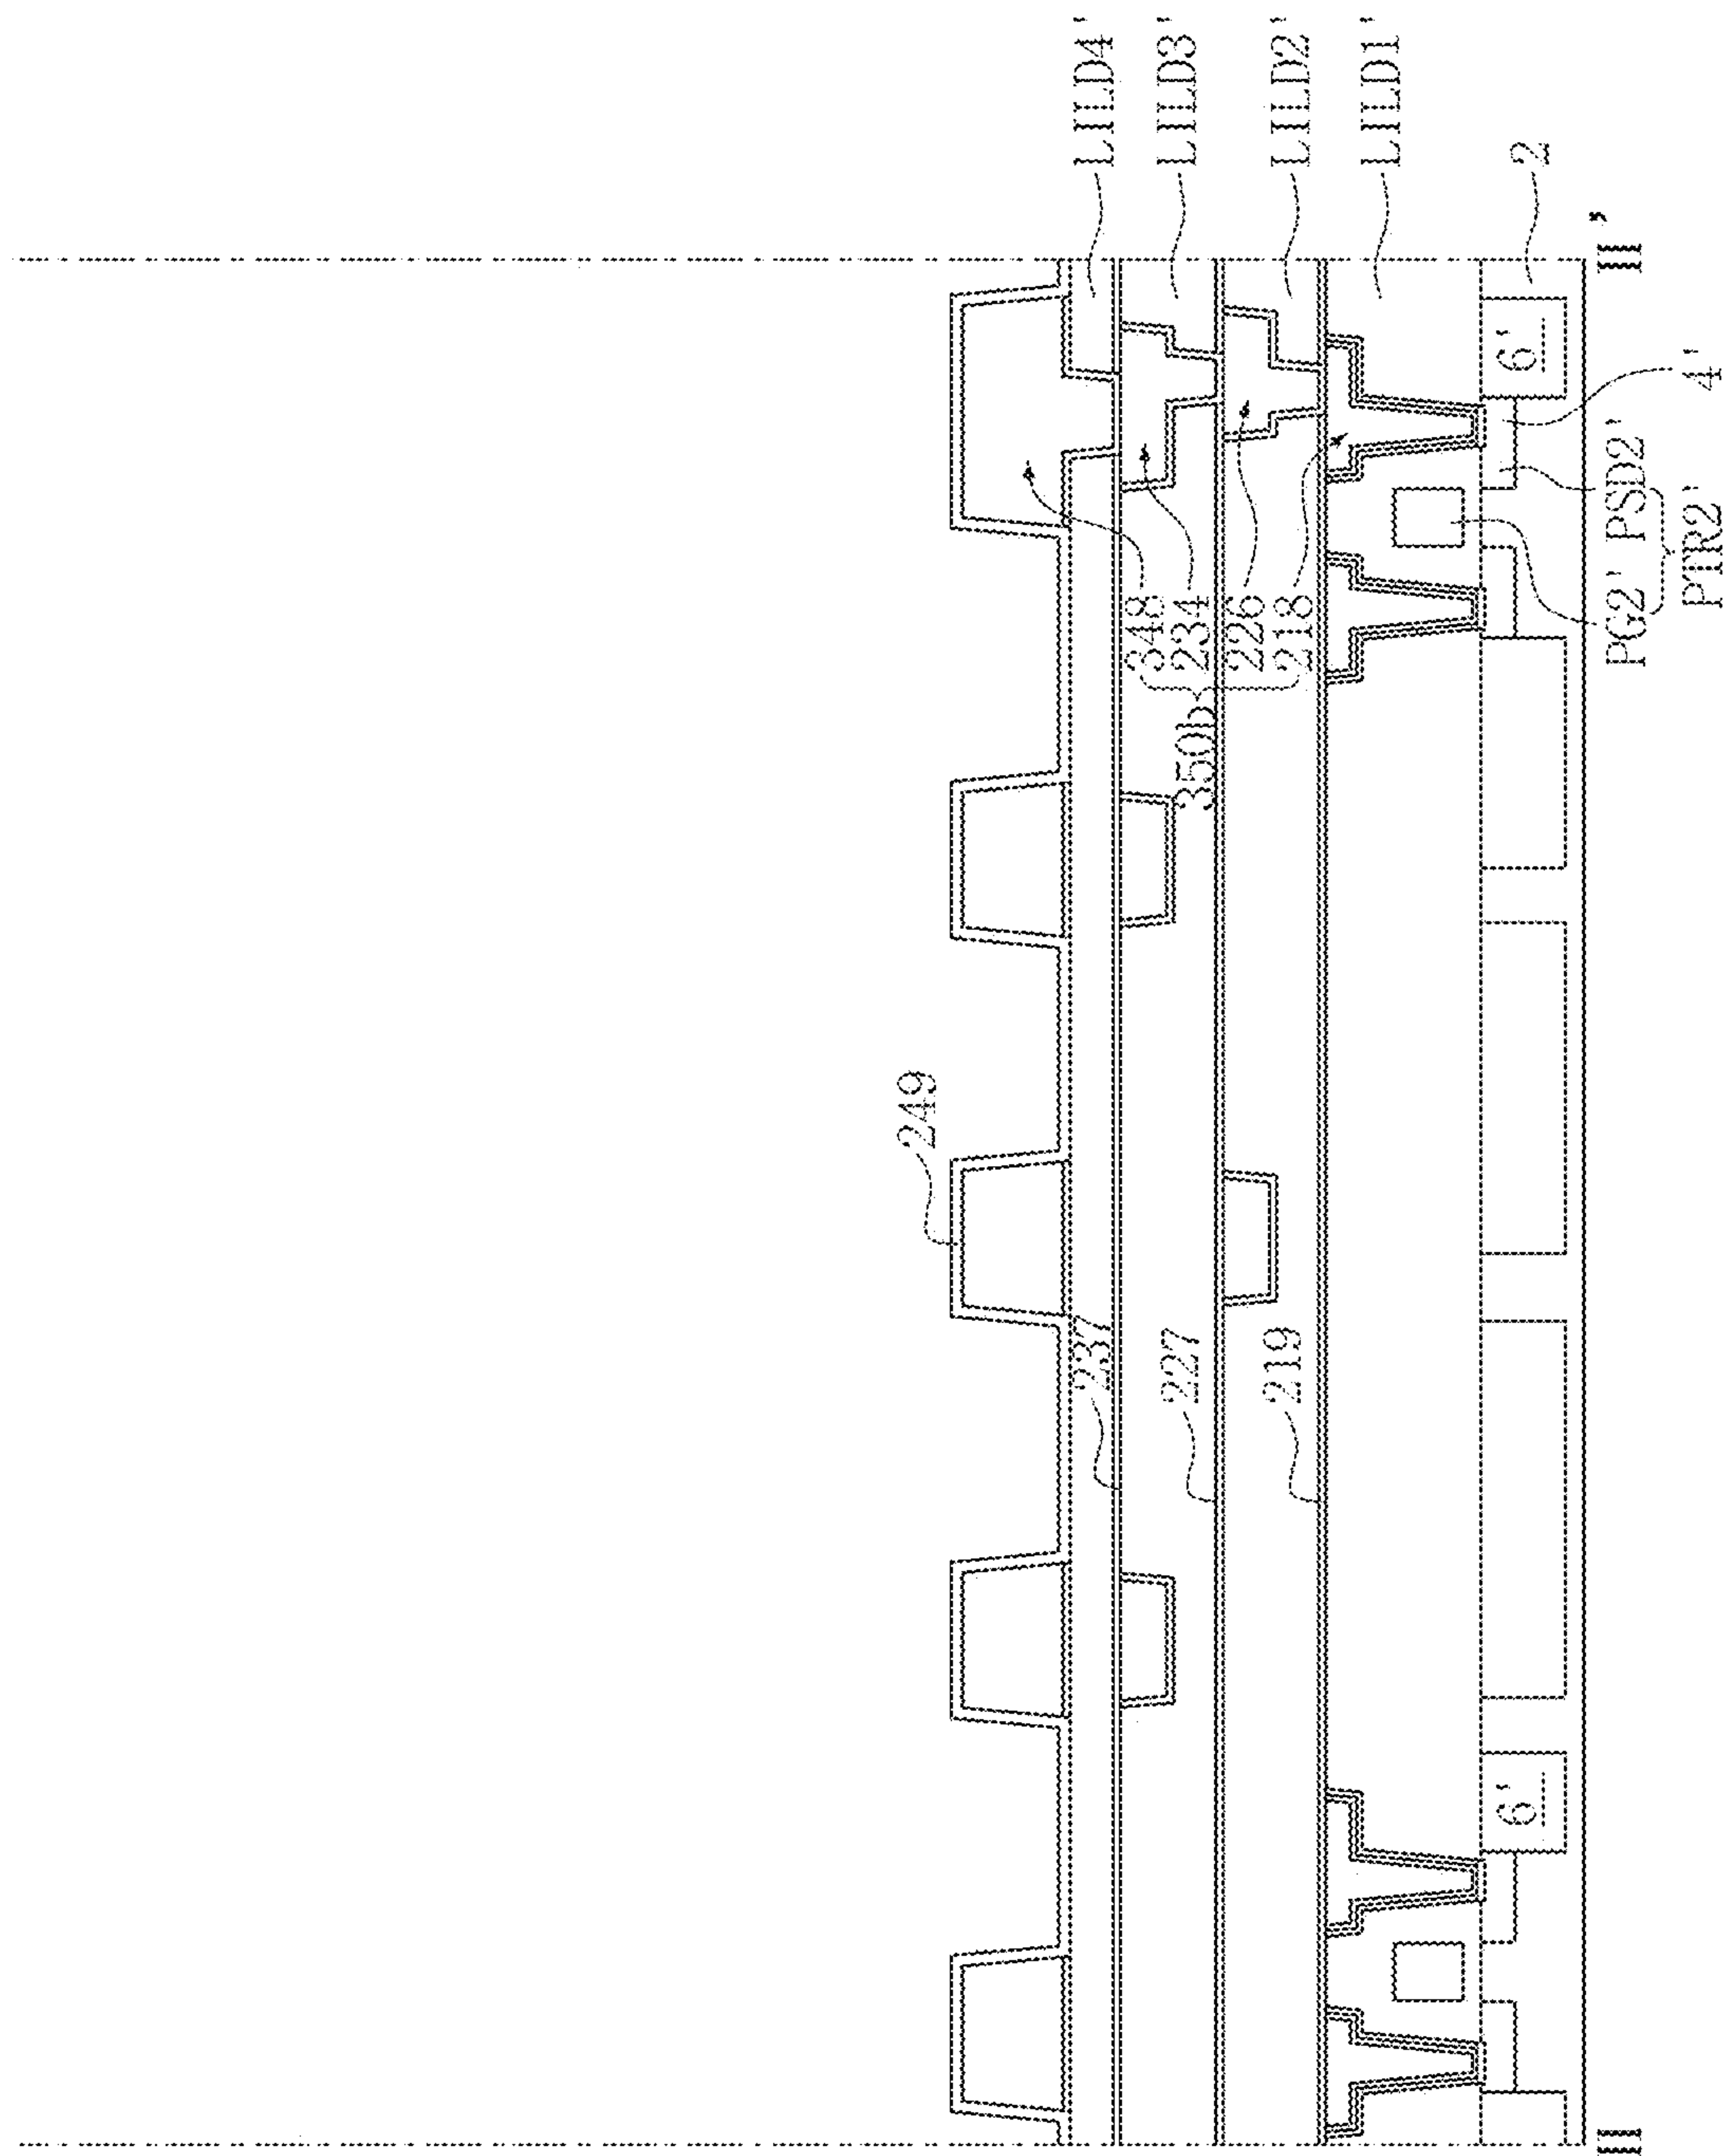 LILD4'
LILD3'
LILD2'
LILD1'
2
II'
6'
4'
PSD2'
PG2'
PTR2'
348
234
226
218
350b
249
237
227
219
6'
II